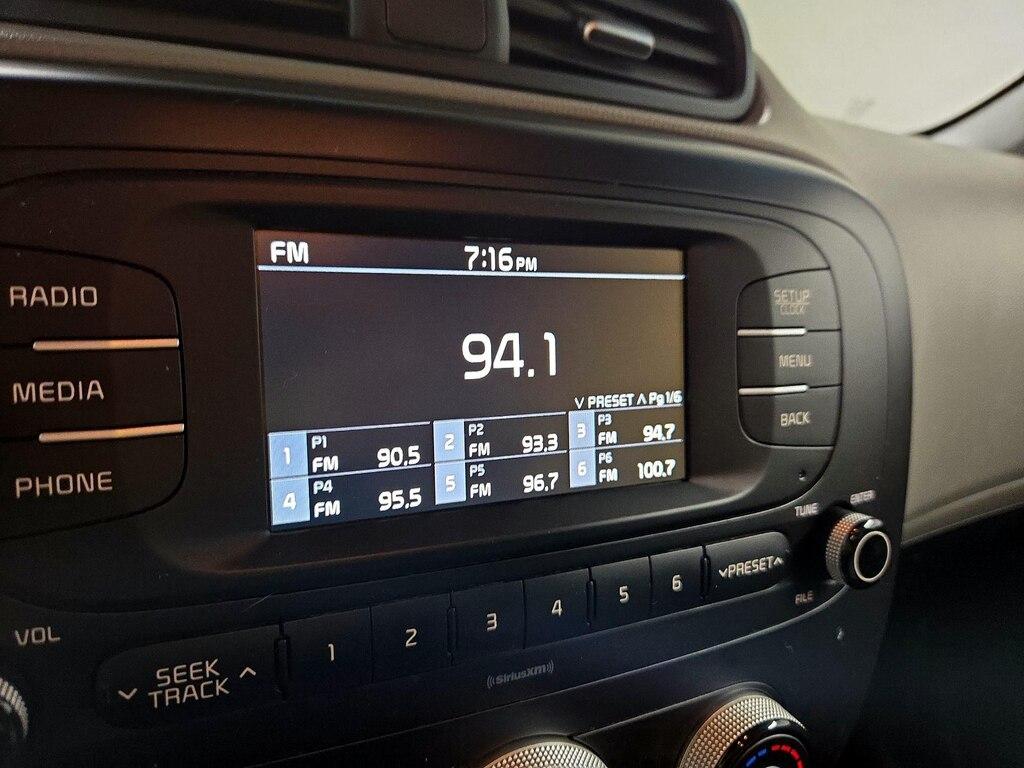 FM 7:16 PM
94.1
∨ PRESET ∧ Pg 1/6
1 P1 FM 90.5
2 P2 FM 93.3
3 P3 FM 94.7
4 P4 FM 95.5
5 P5 FM 96.7
6 P6 FM 100.7
RADIO
MEDIA
PHONE
SETUP
CLOCK
MENU
BACK
TUNE
ENTER
FILE
VOL
∨ SEEK ∧
TRACK
1 2 3 4 5 6
∨PRESET∧
((SiriusXM))